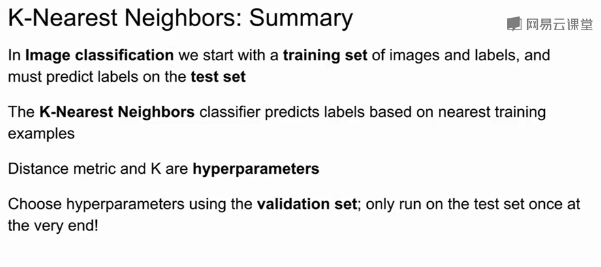 K-Nearest Neighbors: Summary
网易云课堂
In Image classification we start with a training set of images and labels, and
must predict labels on the test set
The K-Nearest Neighbors classifier predicts labels based on nearest training
examples
Distance metric and K are hyperparameters
Choose hyperparameters using the validation set; only run on the test set once at
the very end!